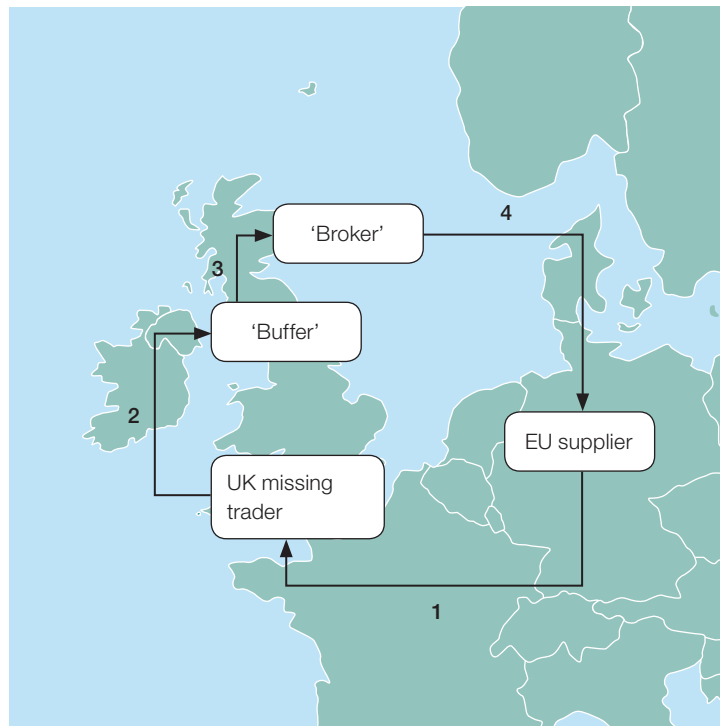 4
‘Broker’
3
‘Buffer’
2
EU supplier
UK missing
trader
1